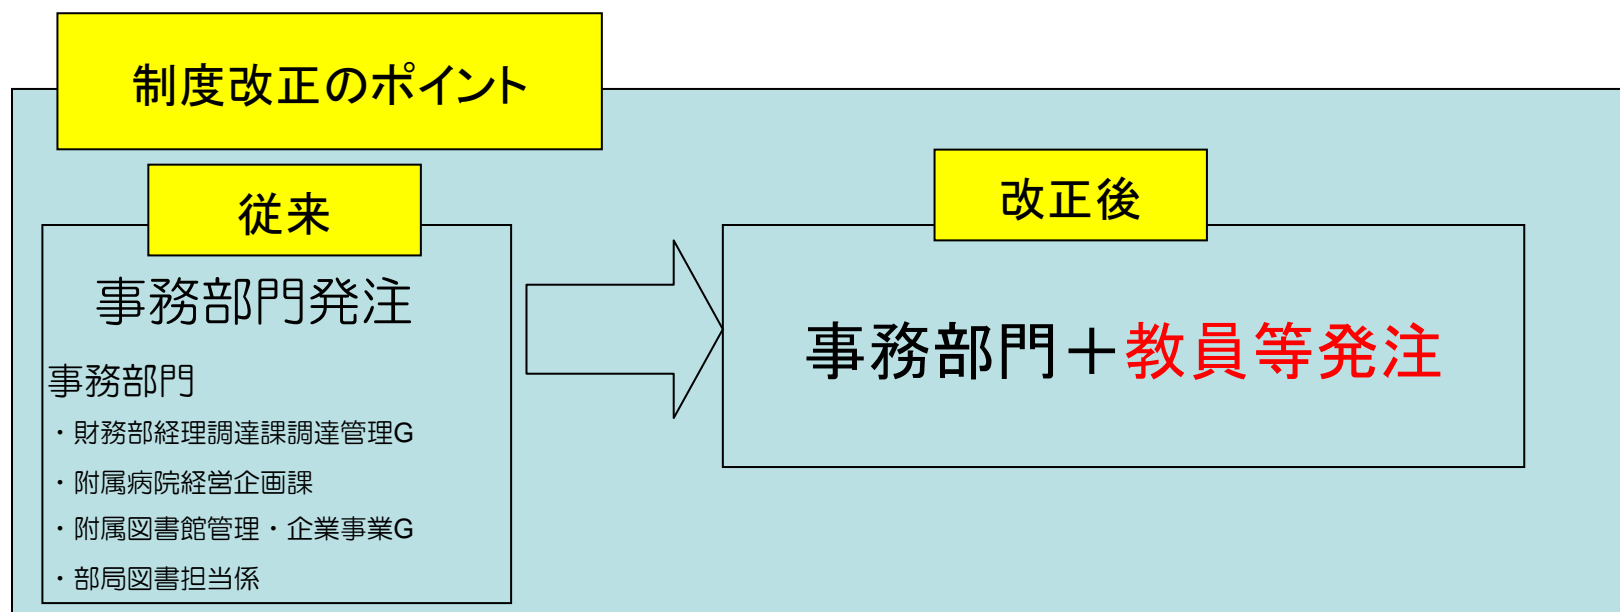 制度改正のポイント
従来
事務部門発注
事務部門
・財務部経理調達課調達管理G
・附属病院経営企画課
・附属図書館管理・企業事業G
・部局図書担当係
改正後
事務部門＋教員等発注